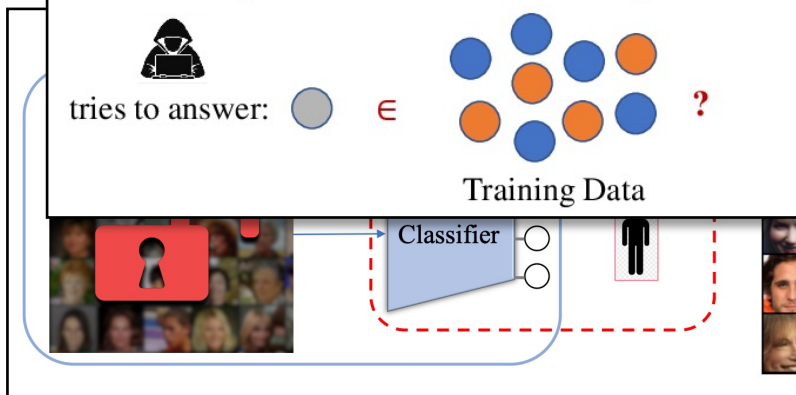 tries to answer: ∈ ?
Training Data
Classifier